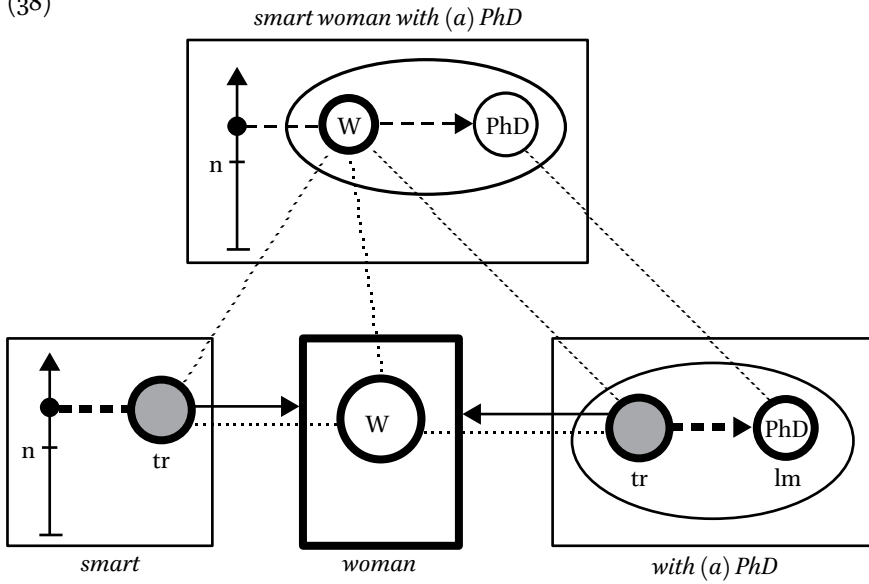 (38)
smart woman with (a) PhD
W
PhD
n
n
tr
W
tr
PhD
lm
smart
woman
with (a) PhD